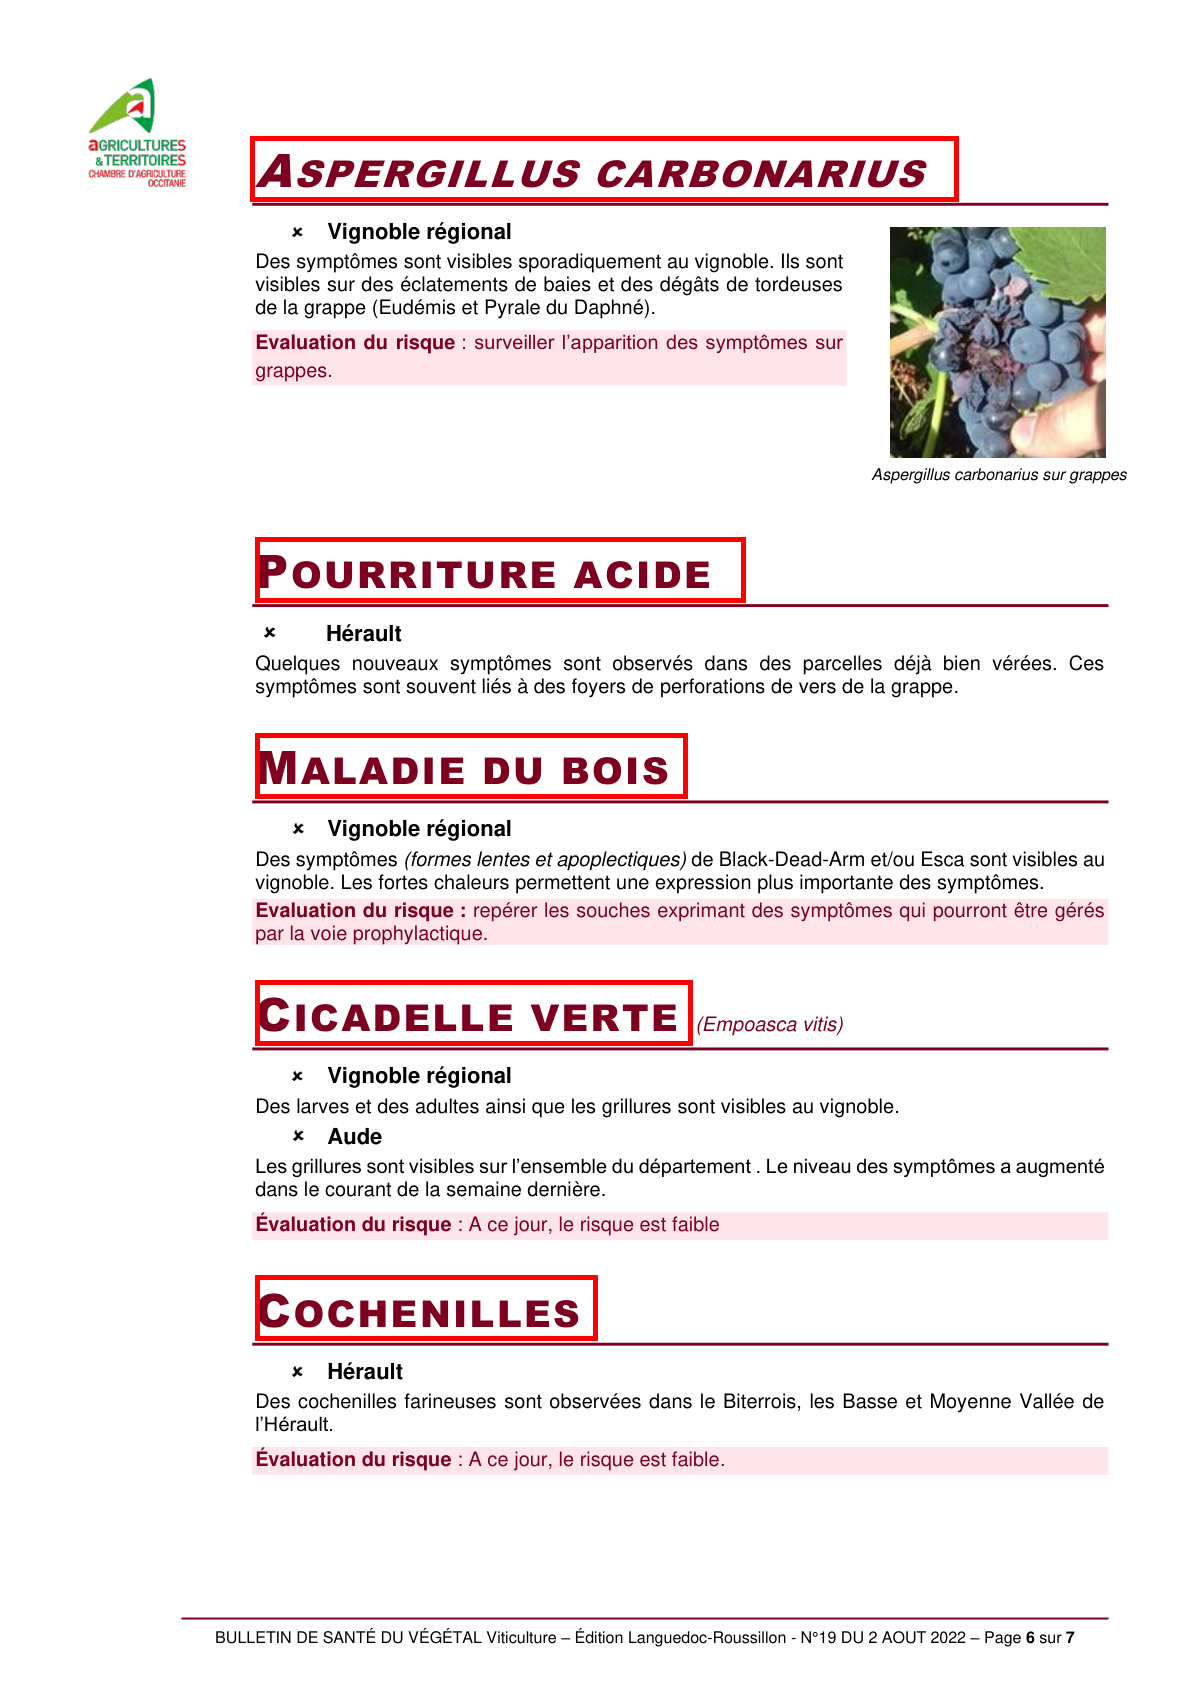 aGRICULTURES
& TERRITOIRES
CHAMBRE D'AGRICULTURE
OCCITANIE
ASPERGILLUS CARBONARIUS
× Vignoble régional
Des symptômes sont visibles sporadiquement au vignoble. Ils sont
visibles sur des éclatements de baies et des dégâts de tordeuses
de la grappe (Eudémis et Pyrale du Daphné).
Evaluation du risque : surveiller l'apparition des symptômes sur
grappes.
Aspergillus carbonarius sur grappes
POURRITURE ACIDE
× Hérault
Quelques nouveaux symptômes sont observés dans des parcelles déjà bien vérées. Ces
symptômes sont souvent liés à des foyers de perforations de vers de la grappe.
MALADIE DU BOIS
× Vignoble régional
Des symptômes (formes lentes et apoplectiques) de Black-Dead-Arm et/ou Esca sont visibles au
vignoble. Les fortes chaleurs permettent une expression plus importante des symptômes.
Evaluation du risque : repérer les souches exprimant des symptômes qui pourront être gérés
par la voie prophylactique.
CICADELLE VERTE (Empoasca vitis)
× Vignoble régional
Des larves et des adultes ainsi que les grillures sont visibles au vignoble.
× Aude
Les grillures sont visibles sur l'ensemble du département . Le niveau des symptômes a augmenté
dans le courant de la semaine dernière.
Évaluation du risque : A ce jour, le risque est faible
COCHENILLES
× Hérault
Des cochenilles farineuses sont observées dans le Biterrois, les Basse et Moyenne Vallée de
l'Hérault.
Évaluation du risque : A ce jour, le risque est faible.
BULLETIN DE SANTÉ DU VÉGÉTAL Viticulture – Édition Languedoc-Roussillon - N°19 DU 2 AOUT 2022 – Page 6 sur 7